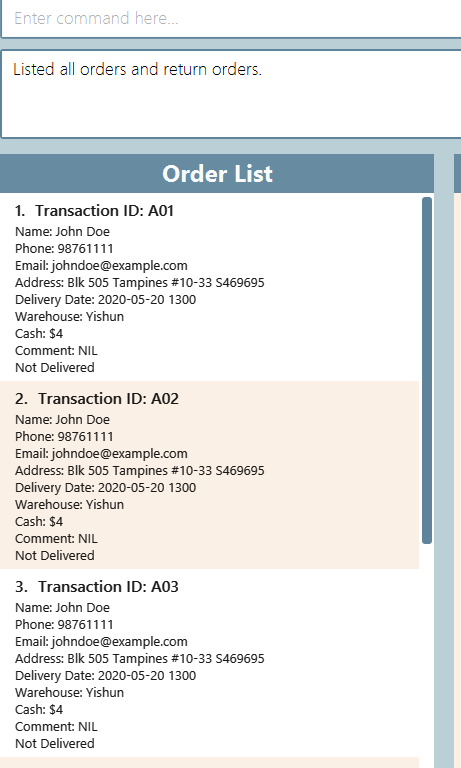 Enter command here...
Listed all orders and return orders.
Order List
1. Transaction ID: A01
Name: John Doe
Phone: 98761111
Email: johndoe@example.com
Address: Blk 505 Tampines #10-33 S469695
Delivery Date: 2020-05-20 1300
Warehouse: Yishun
Cash: $4
Comment: NIL
Not Delivered
2. Transaction ID: A02
Name: John Doe
Phone: 98761111
Email: johndoe@example.com
Address: Blk 505 Tampines #10-33 S469695
Delivery Date: 2020-05-20 1300
Warehouse: Yishun
Cash: $4
Comment: NIL
Not Delivered
3. Transaction ID: A03
Name: John Doe
Phone: 98761111
Email: johndoe@example.com
Address: Blk 505 Tampines #10-33 S469695
Delivery Date: 2020-05-20 1300
Warehouse: Yishun
Cash: $4
Comment: NIL
Not Delivered